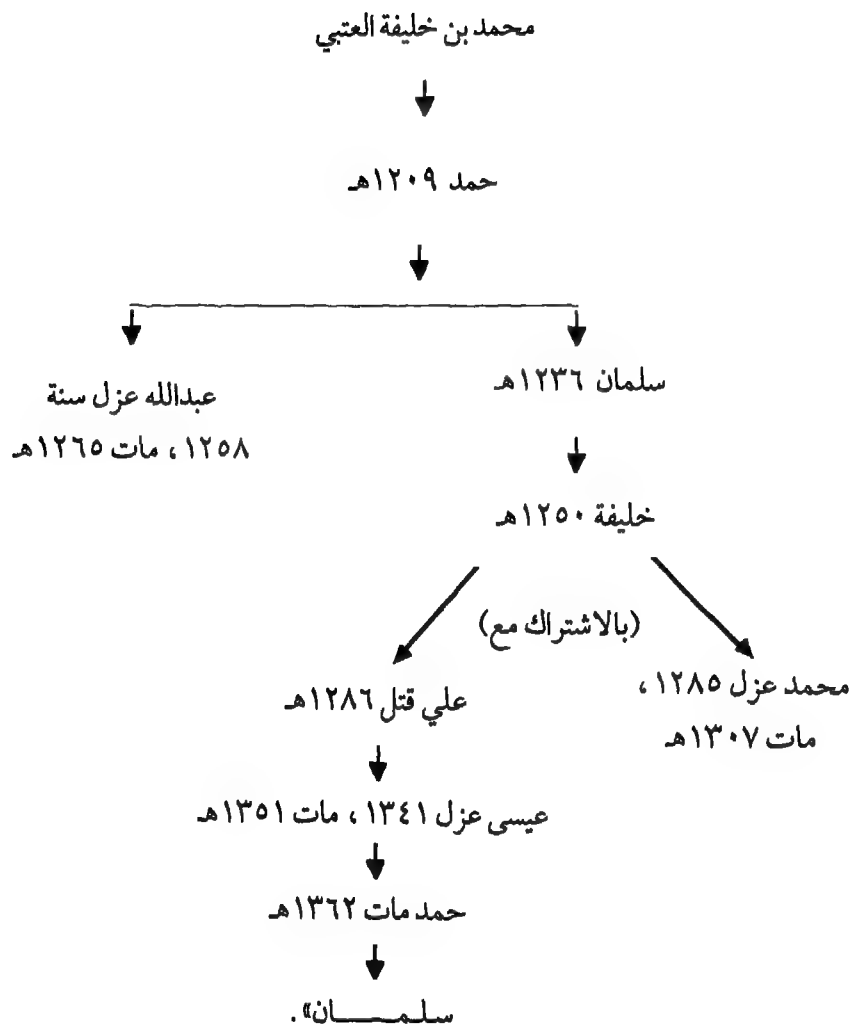 محمد بن خليفة العتبي
حمد ١٢٠٩هـ
سلمان ١٢٣٦هـ
عبدالله عزل سنة
١٢٥٨، مات ١٢٦٥هـ
خليفة ١٢٥٠هـ
(بالاشتراك مع)
محمد عزل ١٢٨٥،
مات ١٣٠٧هـ
علي قتل ١٢٨٦هـ
عيسى عزل ١٣٤١، مات ١٣٥١هـ
حمد مات ١٣٦٢هـ
سلمــــــان».